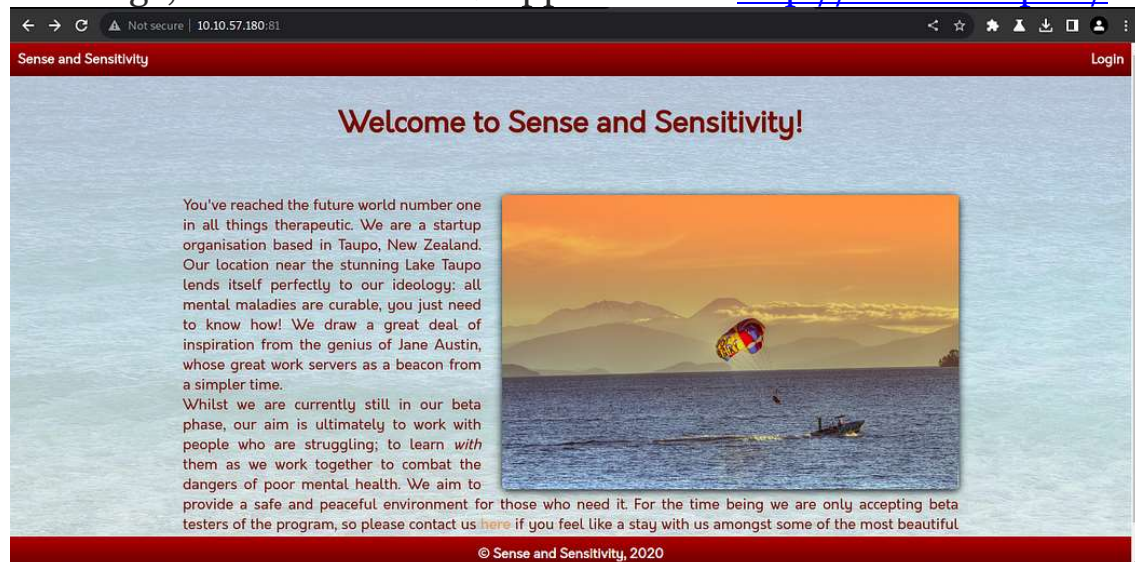 Not secure | 10.10.57.180:81
Sense and Sensitivity
Login
Welcome to Sense and Sensitivity!
You've reached the future world number one
in all things therapeutic. We are a startup
organisation based in Taupo, New Zealand.
Our location near the stunning Lake Taupo
lends itself perfectly to our ideology: all
mental maladies are curable, you just need
to know how! We draw a great deal of
inspiration from the genius of Jane Austin,
whose great work servers as a beacon from
a simpler time.
Whilst we are currently still in our beta
phase, our aim is ultimately to work with
people who are struggling; to learn with
them as we work together to combat the
dangers of poor mental health. We aim to
provide a safe and peaceful environment for those who need it. For the time being we are only accepting beta
testers of the program, so please contact us here if you feel like a stay with us amongst some of the most beautiful
© Sense and Sensitivity, 2020